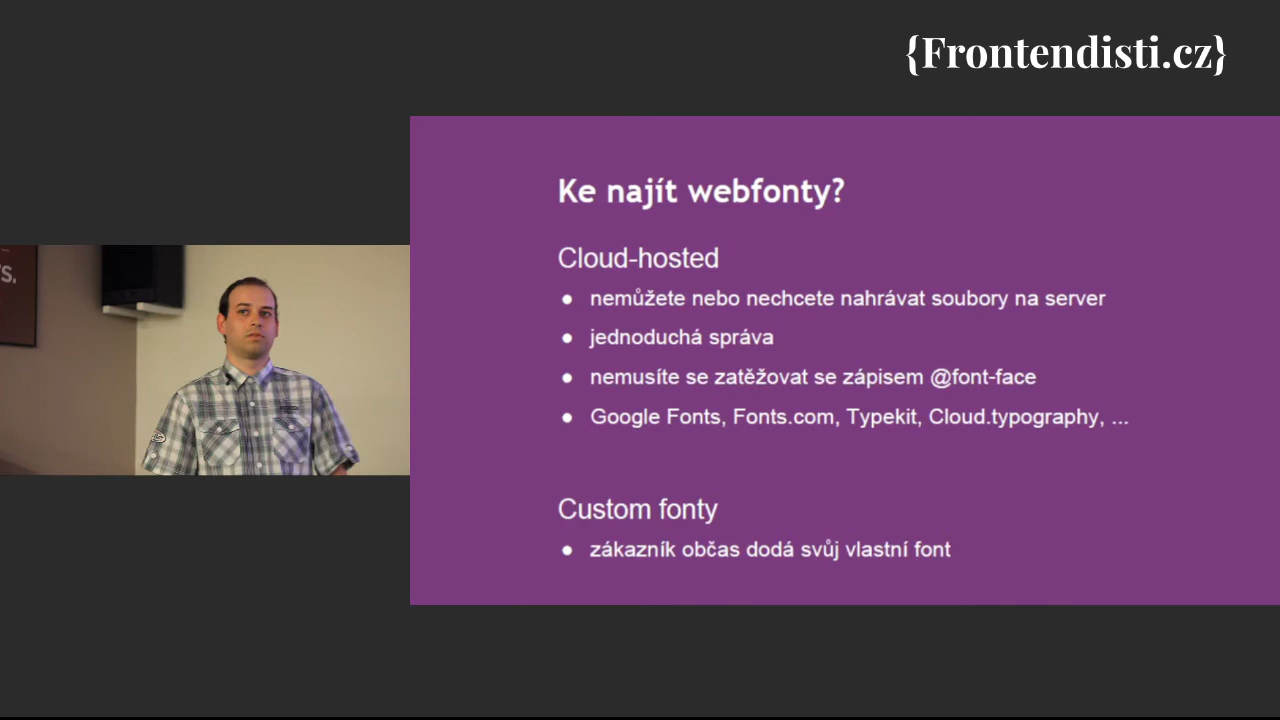 {Frontendisti.cz}
Ke najít webfonty?
Cloud-hosted
● nemůžete nebo nechcete nahrávat soubory na server
● jednoduchá správa
● nemusíte se zatěžovat se zápisem @font-face
● Google Fonts, Fonts.com, Typekit, Cloud.typography, ...
Custom fonty
● zákazník občas dodá svůj vlastní font
S.